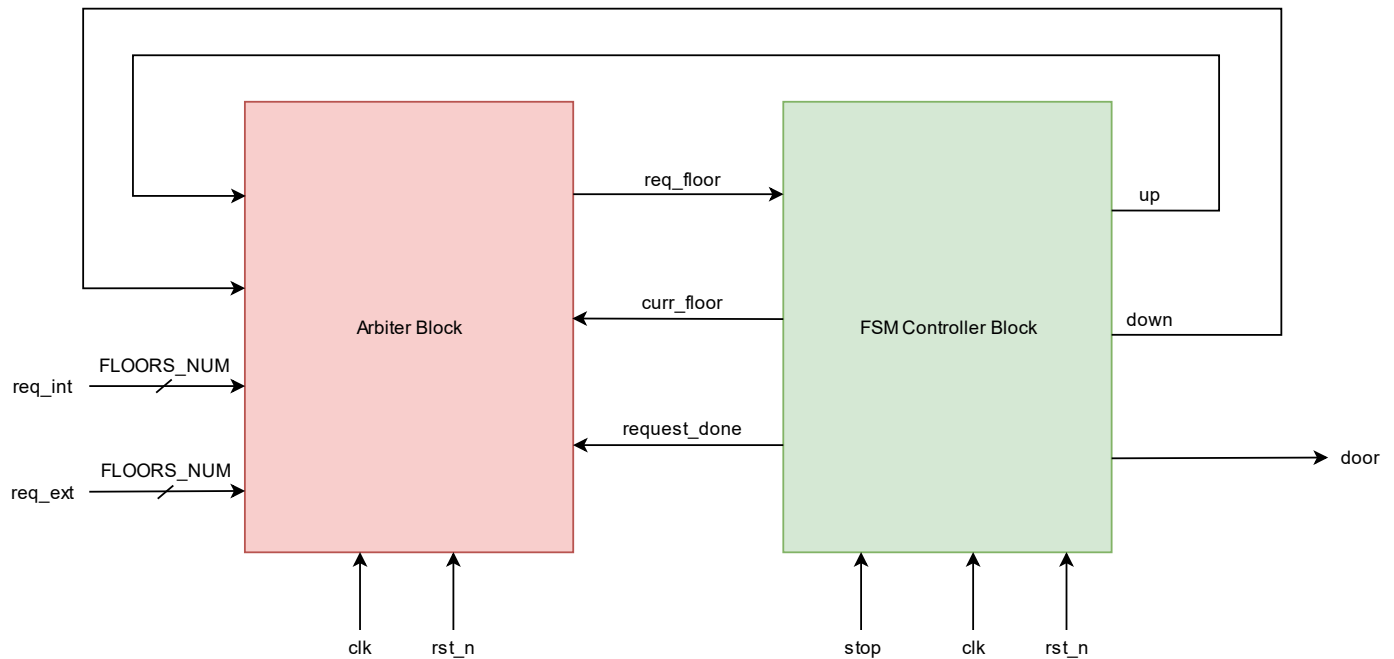 req_floor
up
curr_floor
down
Arbiter Block
FSM Controller Block
FLOORS_NUM
req_int
request_done
door
FLOORS_NUM
req_ext
clk
rst_n
stop
clk
rst_n